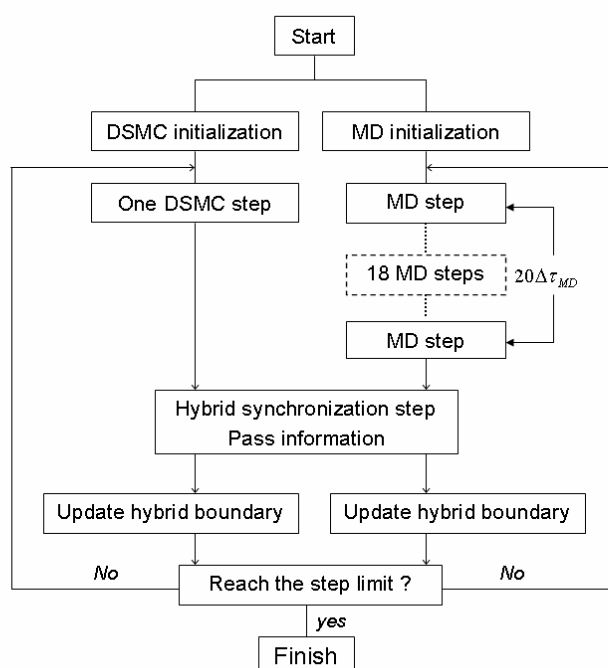 Start
DSMC initialization
MD initialization
One DSMC step
MD step
18 MD steps
20Δτ_MD
MD step
Hybrid synchronization step
Pass information
Update hybrid boundary
Update hybrid boundary
No
Reach the step limit ?
No
yes
Finish